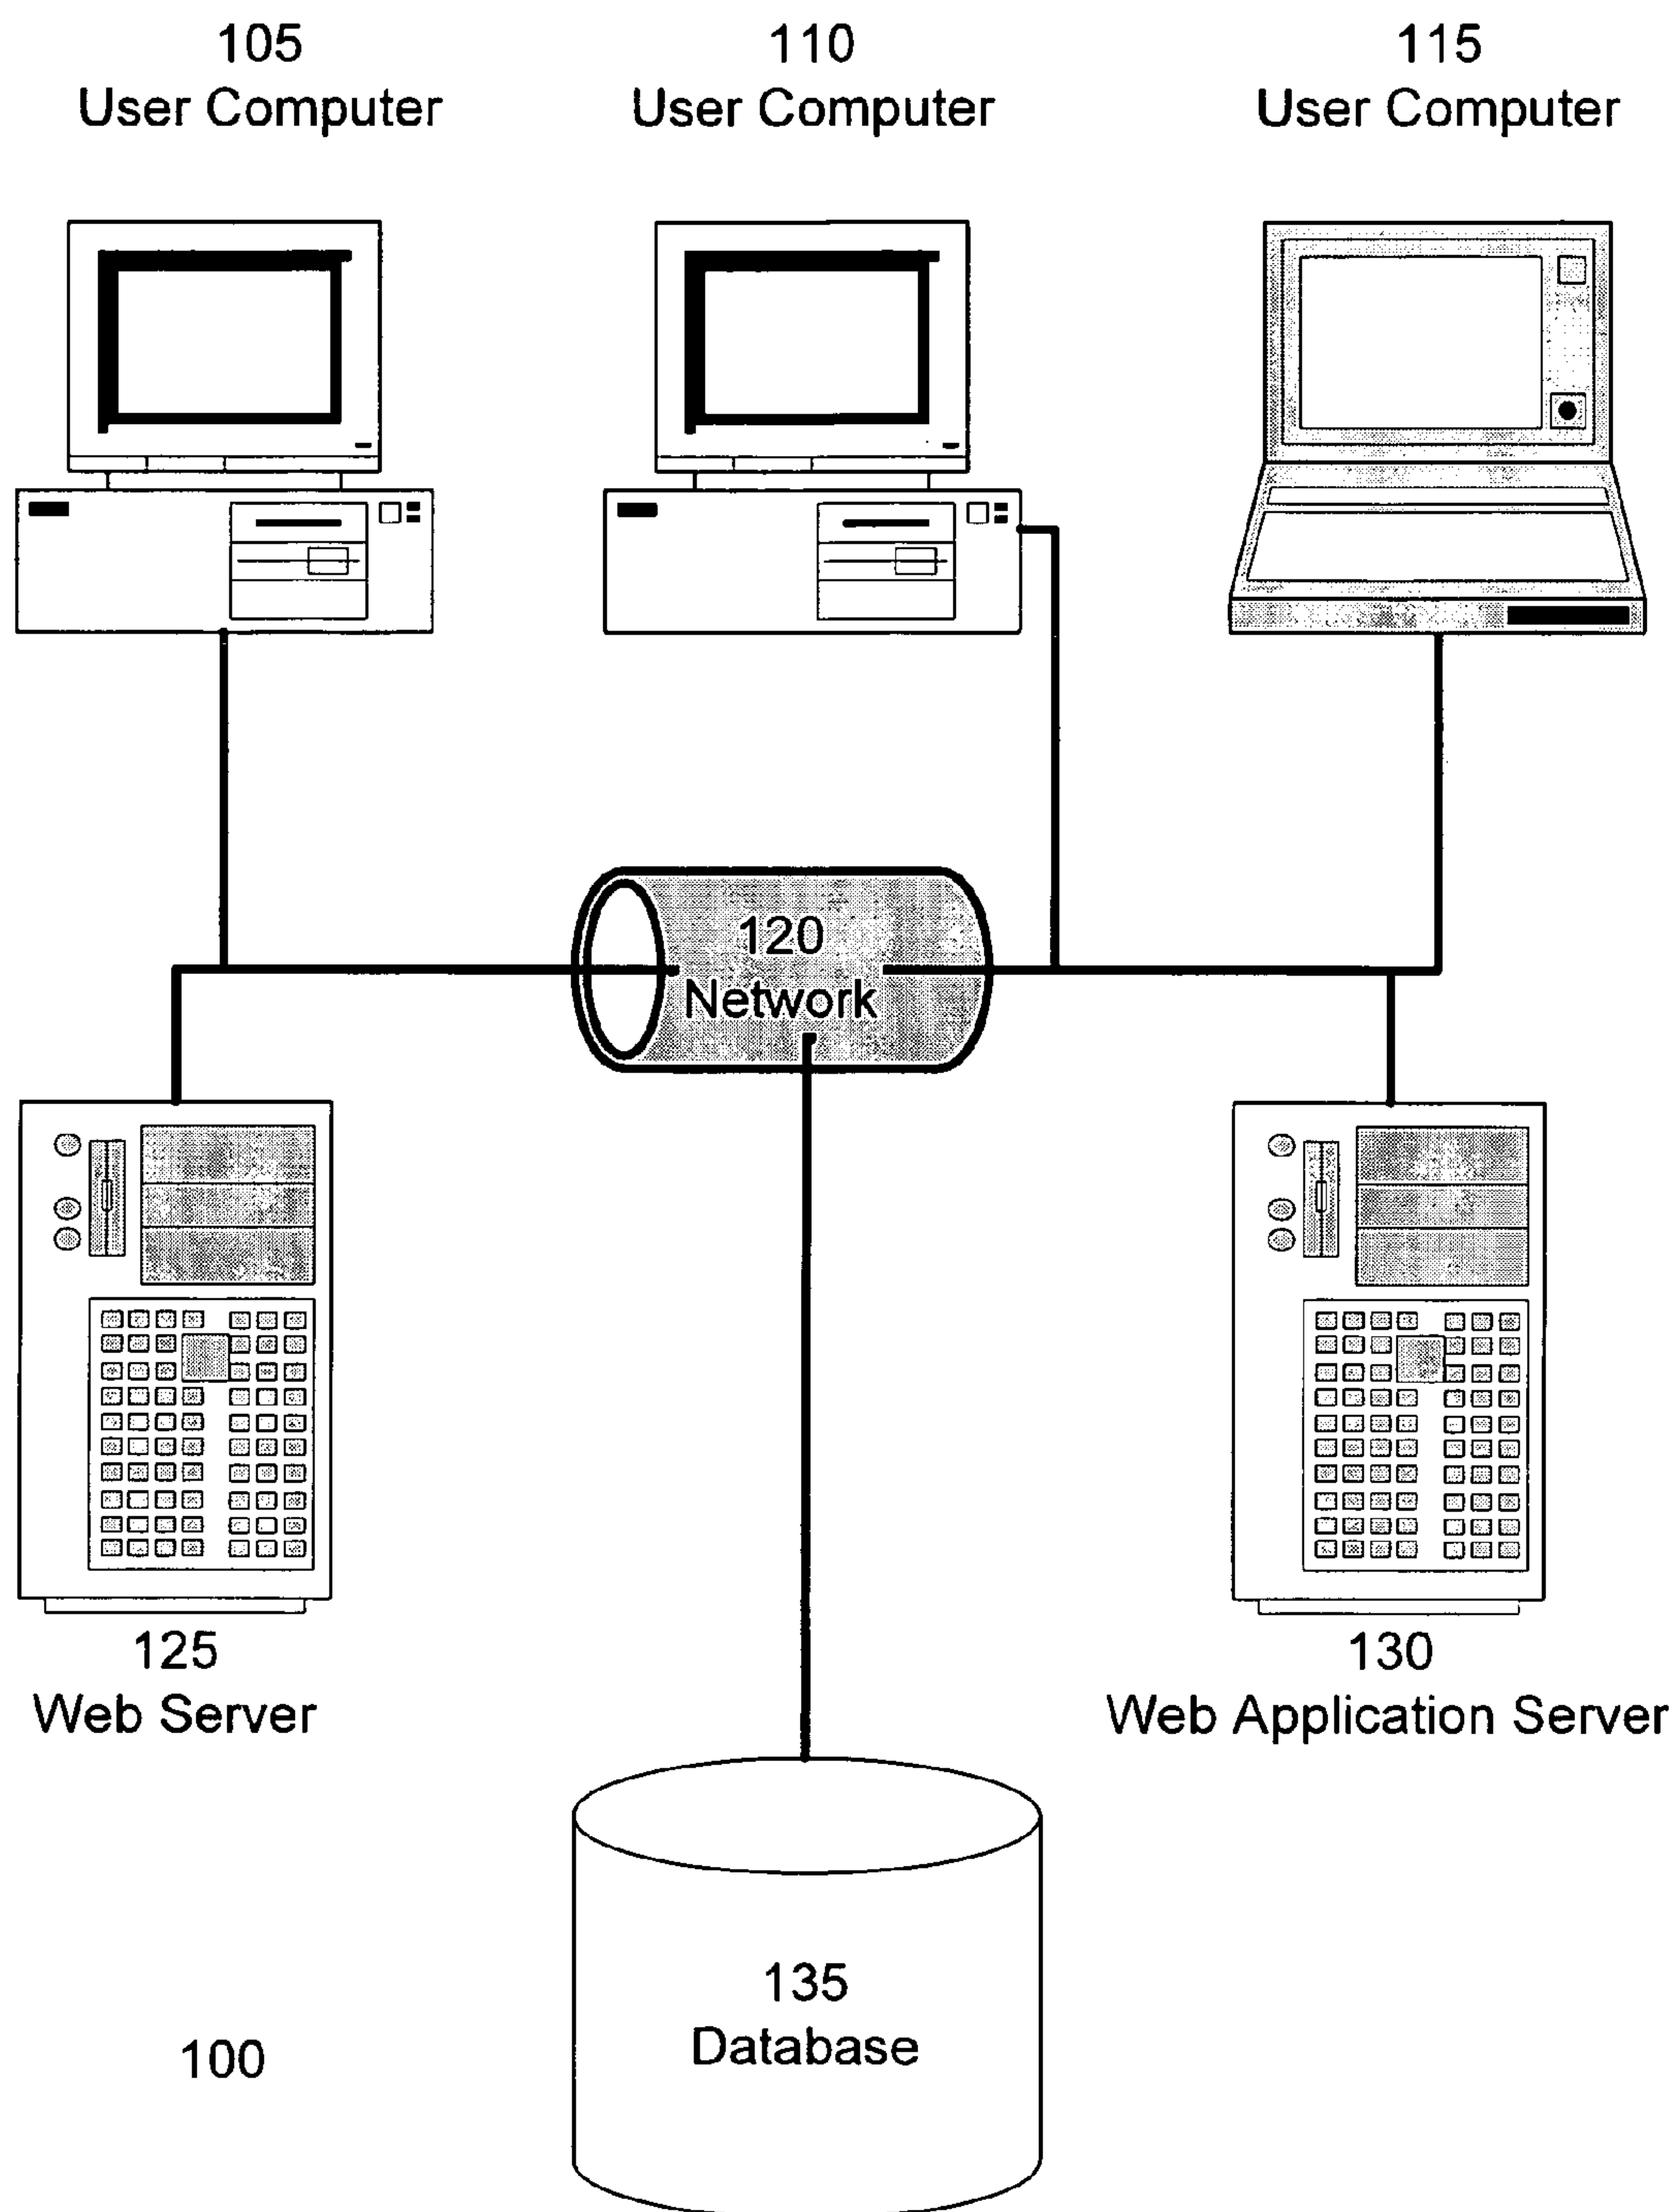 105
User Computer
110
User Computer
115
User Computer
120
Network
125
Web Server
130
Web Application Server
135
Database
100